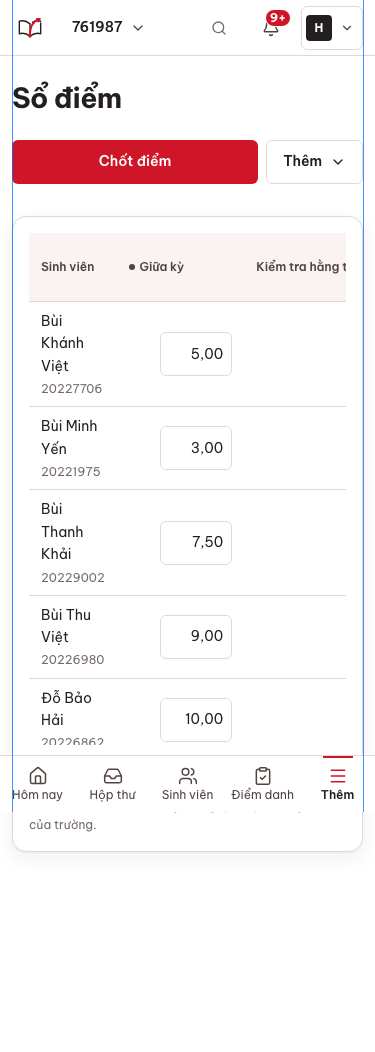 761987
9+
H
Sổ điểm
Chốt điểm
Thêm
Sinh viên
Giữa kỳ
Kiểm tra hằng t
Bùi
Khánh
Việt
20227706
5,00
Bùi Minh
Yến
20221975
3,00
Bùi
Thanh
Khải
20229002
7,50
Bùi Thu
Việt
20226980
9,00
Đỗ Bảo
Hải
20226862
10,00
Hôm nay
Hộp thư
Sinh viên
Điểm danh
Thêm
của trường.